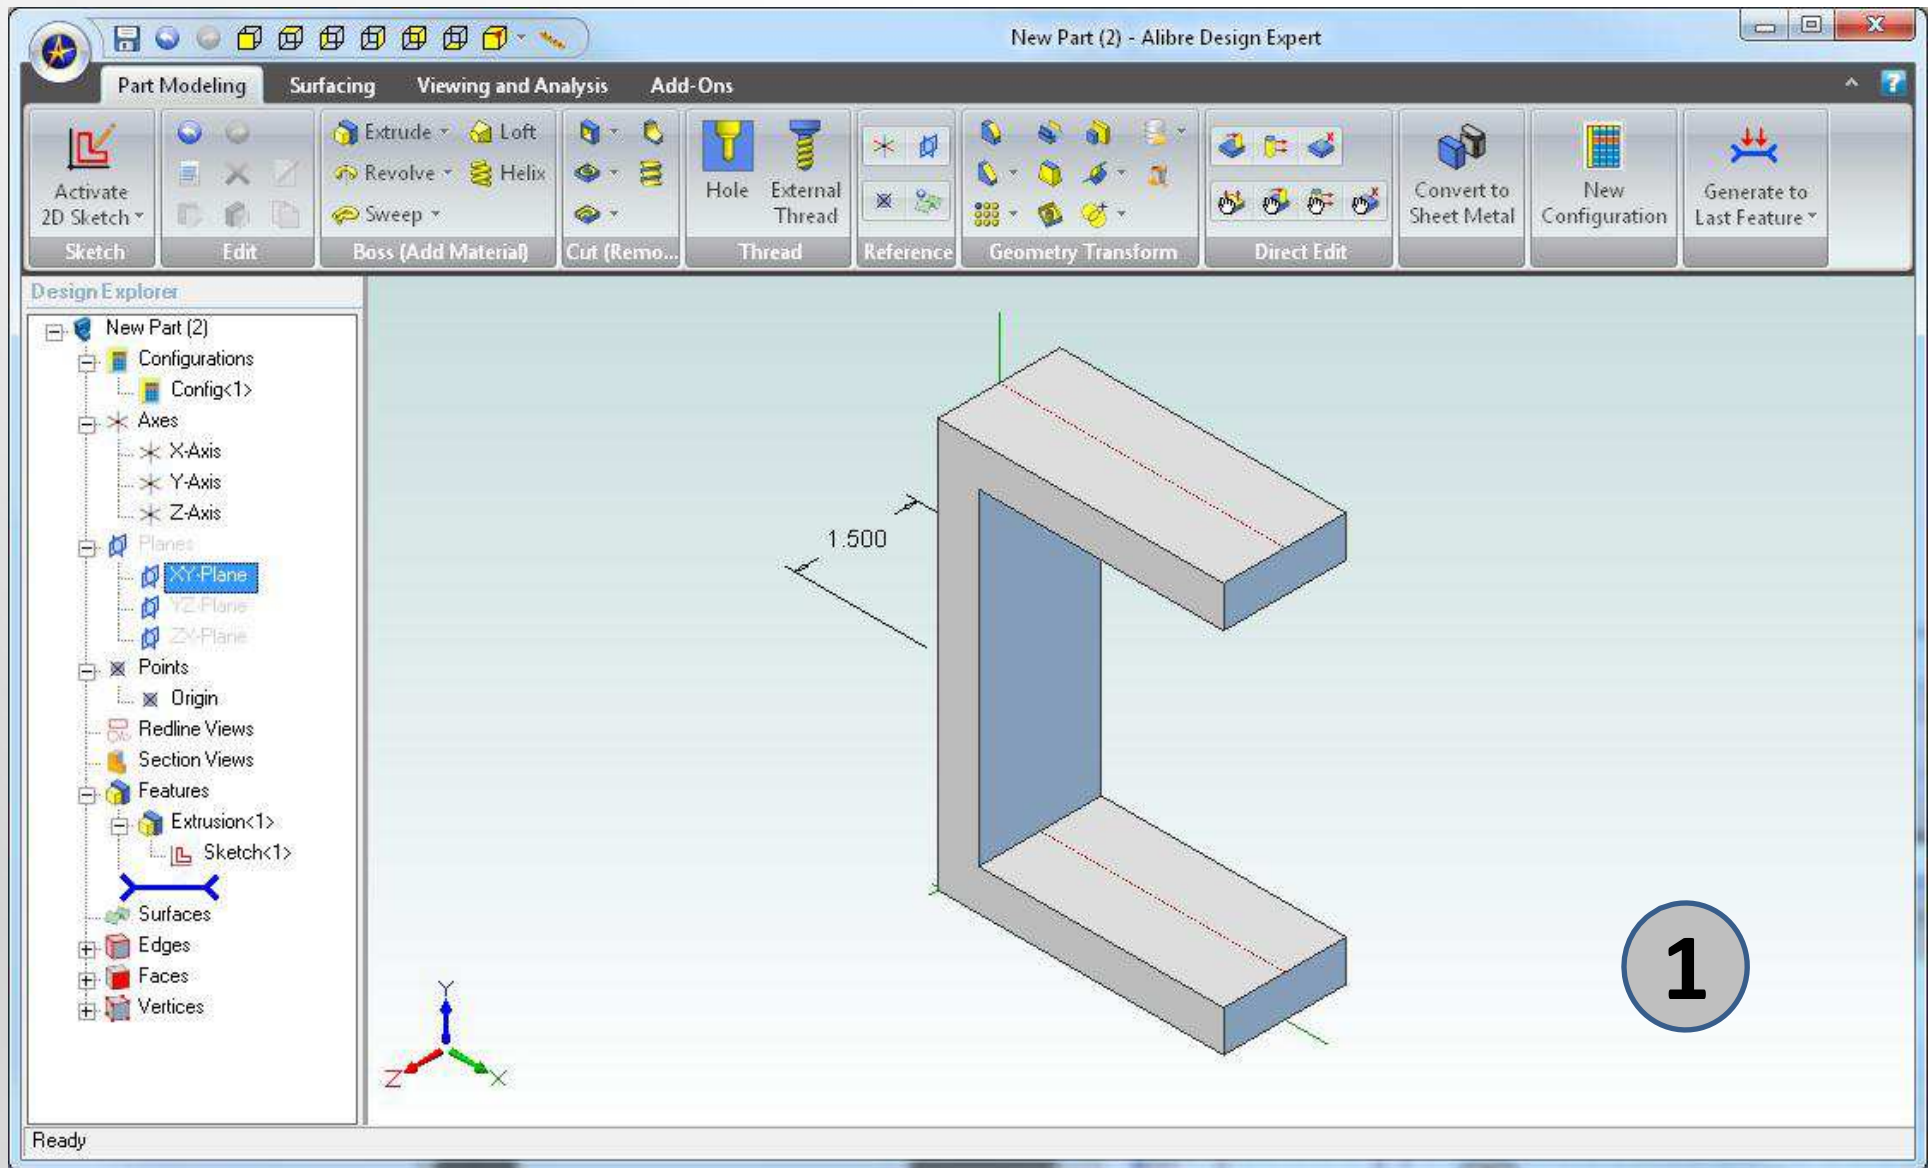 New Part (2) - Alibre Design Expert
Part Modeling Surfacing Viewing and Analysis Add-Ons
Activate
2D Sketch
Sketch
Edit
Extrude Loft
Revolve Helix
Sweep
Boss (Add Material)
Cut (Remo...
Hole
External
Thread
Thread
Reference
Geometry Transform
Direct Edit
Convert to
Sheet Metal
New
Configuration
Generate to
Last Feature
Design Explorer
New Part (2)
Configurations
Config<1>
Axes
X-Axis
Y-Axis
Z-Axis
Planes
XY-Plane
YZ-Plane
ZX-Plane
Points
Origin
Redline Views
Section Views
Features
Extrusion<1>
Sketch<1>
Surfaces
Edges
Faces
Vertices
1.500
Y
Z
X
1
Ready